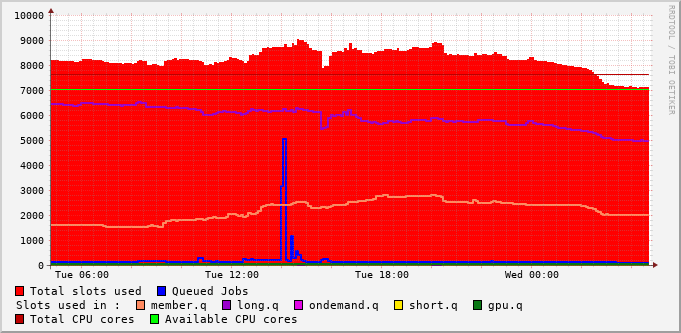 10000
9000
8000
7000
6000
5000
4000
3000
2000
1000
0
Tue 06:00 Tue 12:00 Tue 18:00 Wed 00:00
Total slots used Queued Jobs
Slots used in : member.q long.q ondemand.q short.q gpu.q
Total CPU cores Available CPU cores
RRDTOOL / TOBI OETIKER